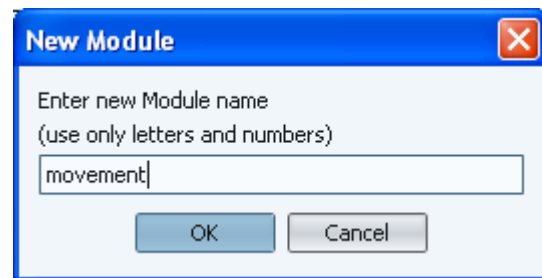 New Module
Enter new Module name
(use only letters and numbers)
movement
OK
Cancel